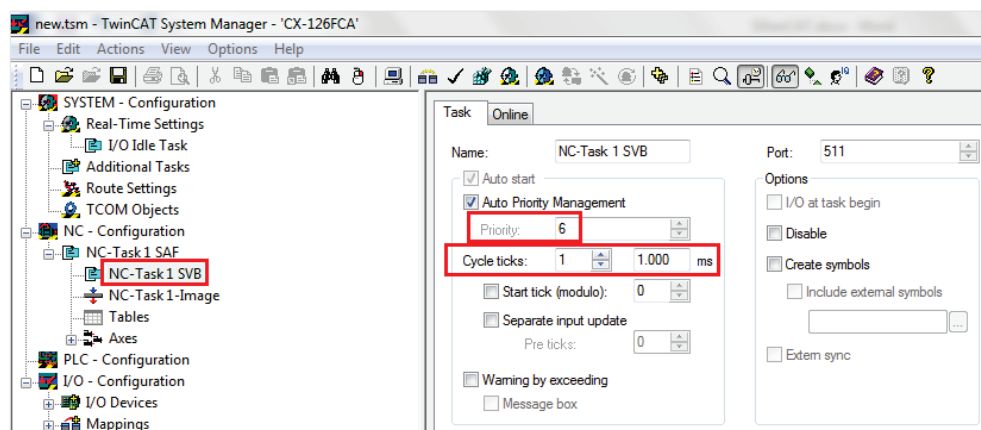 new.tsm - TwinCAT System Manager - 'CX-126FCA'
File Edit Actions View Options Help
SYSTEM - Configuration
Real-Time Settings
I/O Idle Task
Additional Tasks
Route Settings
TCOM Objects
NC - Configuration
NC-Task 1 SAF
NC-Task 1 SVB
NC-Task 1-Image
Tables
Axes
PLC - Configuration
I/O - Configuration
I/O Devices
Mappings
Task Online
Name: NC-Task 1 SVB Port: 511
Auto start
Auto Priority Management
Priority: 6
Cycle ticks: 1 1.000 ms
Start tick (modulo): 0
Separate input update
Pre ticks: 0
Warning by exceeding
Message box
Options
I/O at task begin
Disable
Create symbols
Include external symbols
...
Extern sync